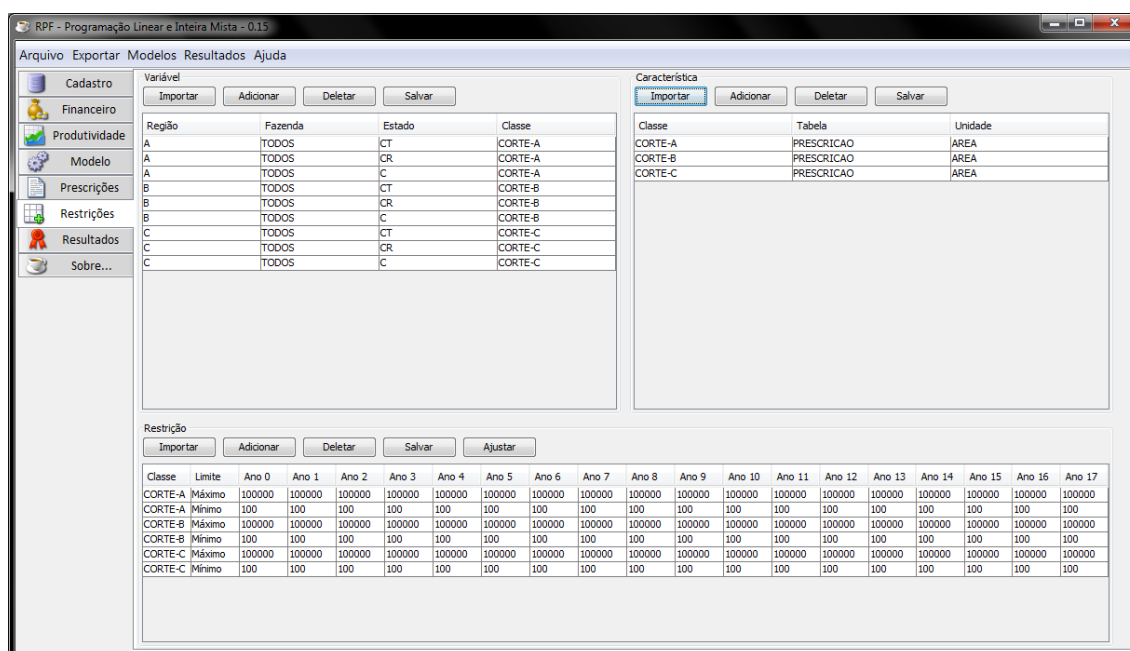 RPF - Programação Linear e Inteira Mista - 0.15
Arquivo Exportar Modelos Resultados Ajuda
Cadastro
Financeiro
Produtividade
Modelo
Prescrições
Restrições
Resultados
Sobre...
Variável
Importar Adicionar Deletar Salvar
Região Fazenda Estado Classe
A TODOS CT CORTE-A
A TODOS CR CORTE-A
A TODOS C CORTE-A
B TODOS CT CORTE-B
B TODOS CR CORTE-B
B TODOS C CORTE-B
C TODOS CT CORTE-C
C TODOS CR CORTE-C
C TODOS C CORTE-C
Característica
Importar Adicionar Deletar Salvar
Classe Tabela Unidade
CORTE-A PRESCRICAO AREA
CORTE-B PRESCRICAO AREA
CORTE-C PRESCRICAO AREA
Restrição
Importar Adicionar Deletar Salvar Ajustar
Classe Limite Ano 0 Ano 1 Ano 2 Ano 3 Ano 4 Ano 5 Ano 6 Ano 7 Ano 8 Ano 9 Ano 10 Ano 11 Ano 12 Ano 13 Ano 14 Ano 15 Ano 16 Ano 17
CORTE-A Máximo 100000 100000 100000 100000 100000 100000 100000 100000 100000 100000 100000 100000 100000 100000 100000 100000 100000 100000
CORTE-A Mínimo 100 100 100 100 100 100 100 100 100 100 100 100 100 100 100 100 100 100
CORTE-B Máximo 100000 100000 100000 100000 100000 100000 100000 100000 100000 100000 100000 100000 100000 100000 100000 100000 100000 100000
CORTE-B Mínimo 100 100 100 100 100 100 100 100 100 100 100 100 100 100 100 100 100 100
CORTE-C Máximo 100000 100000 100000 100000 100000 100000 100000 100000 100000 100000 100000 100000 100000 100000 100000 100000 100000 100000
CORTE-C Mínimo 100 100 100 100 100 100 100 100 100 100 100 100 100 100 100 100 100 100